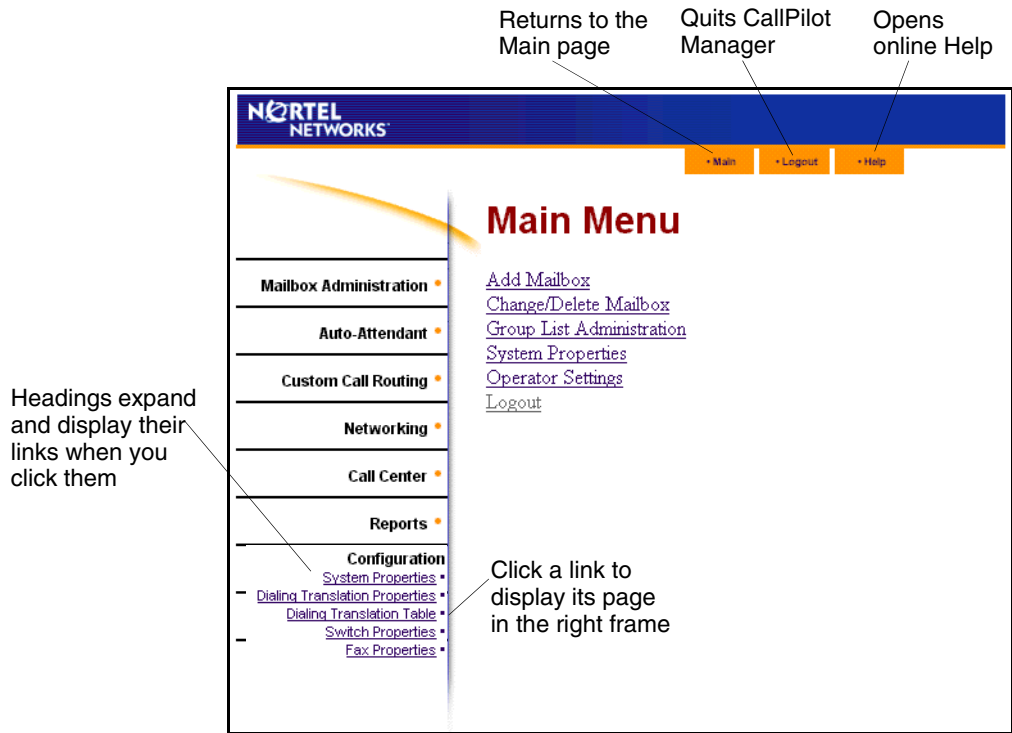 Returns to the
Main page
Quits CallPilot
Manager
Opens
online Help
NORTEL
NETWORKS
• Main
• Logout
• Help
Main Menu
Add Mailbox
Change/Delete Mailbox
Group List Administration
System Properties
Operator Settings
Logout
Mailbox Administration •
Auto-Attendant •
Custom Call Routing •
Networking •
Call Center •
Reports •
Configuration
System Properties ▪
Dialing Translation Properties ▪
Dialing Translation Table ▪
Switch Properties ▪
Fax Properties ▪
Headings expand
and display their
links when you
click them
Click a link to
display its page
in the right frame